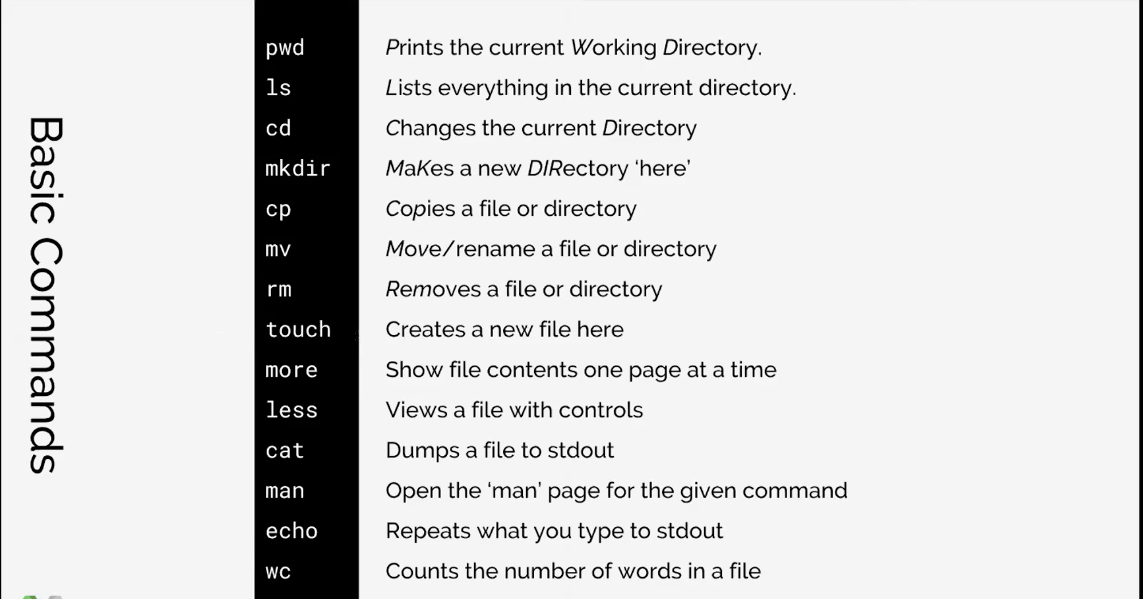 Basic Commands
pwd Prints the current Working Directory.
ls Lists everything in the current directory.
cd Changes the current Directory
mkdir MaKes a new DIRectory ‘here’
cp Copies a file or directory
mv Move/rename a file or directory
rm Removes a file or directory
touch Creates a new file here
more Show file contents one page at a time
less Views a file with controls
cat Dumps a file to stdout
man Open the ‘man’ page for the given command
echo Repeats what you type to stdout
wc Counts the number of words in a file